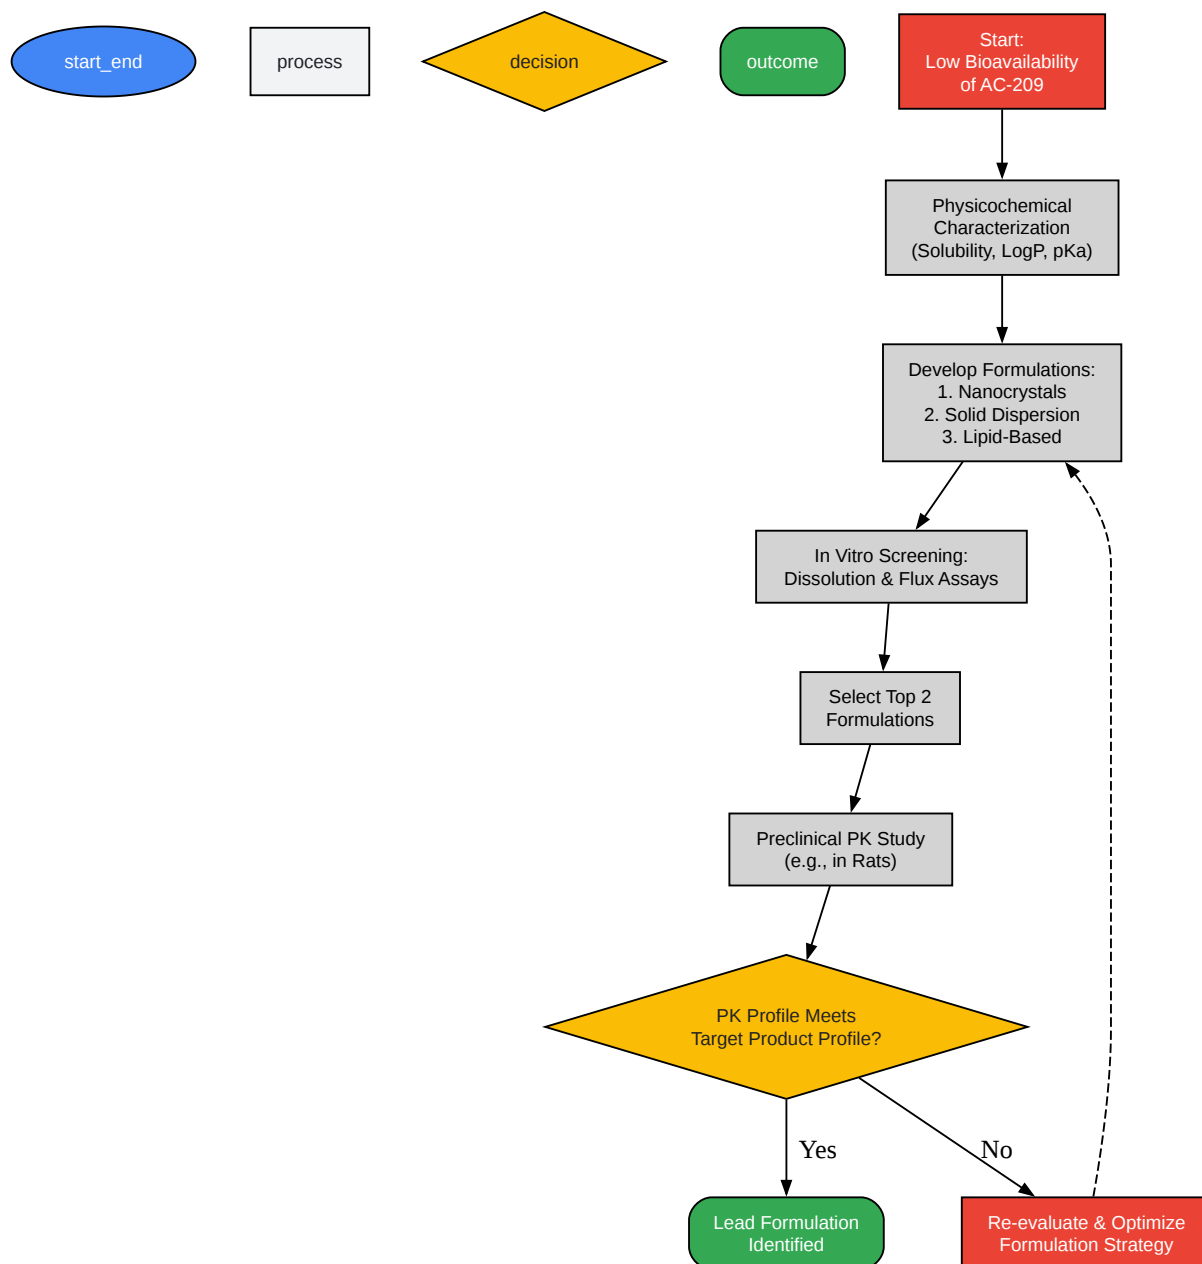 start_end
process
decision
outcome
Start:
Low Bioavailability
of AC-209
Physicochemical
Characterization
(Solubility, LogP, pKa)
Develop Formulations:
1. Nanocrystals
2. Solid Dispersion
3. Lipid-Based
In Vitro Screening:
Dissolution & Flux Assays
Select Top 2
Formulations
Preclinical PK Study
(e.g., in Rats)
PK Profile Meets
Target Product Profile?
Yes
No
Lead Formulation
Identified
Re-evaluate & Optimize
Formulation Strategy